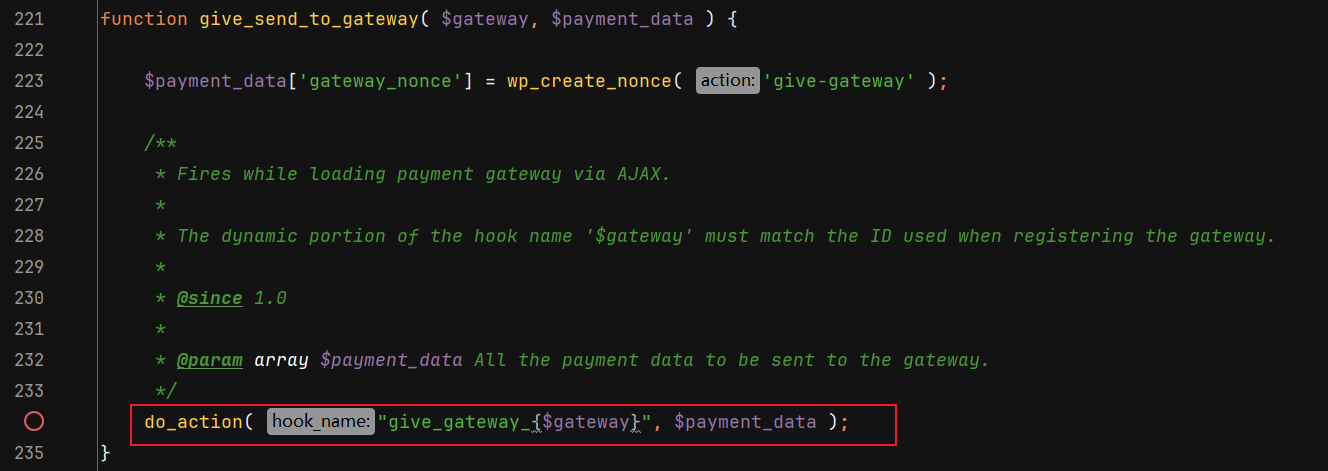 221 function give_send_to_gateway( $gateway, $payment_data ) {
222
223 $payment_data['gateway_nonce'] = wp_create_nonce( action: 'give-gateway' );
224
225 /**
226 * Fires while loading payment gateway via AJAX.
227 *
228 * The dynamic portion of the hook name '$gateway' must match the ID used when registering the gateway.
229 *
230 * @since 1.0
231 *
232 * @param array $payment_data All the payment data to be sent to the gateway.
233 */
do_action( hook_name: "give_gateway_{$gateway}", $payment_data );
235 }